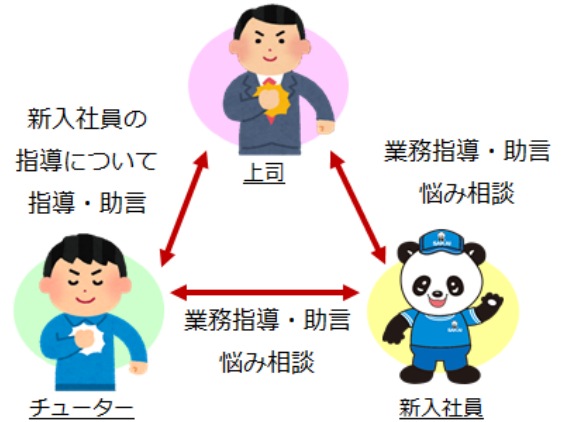 上司
新入社員の
指導について
指導・助言
業務指導・助言
悩み相談
SAKAI
業務指導・助言
悩み相談
チューター
新入社員